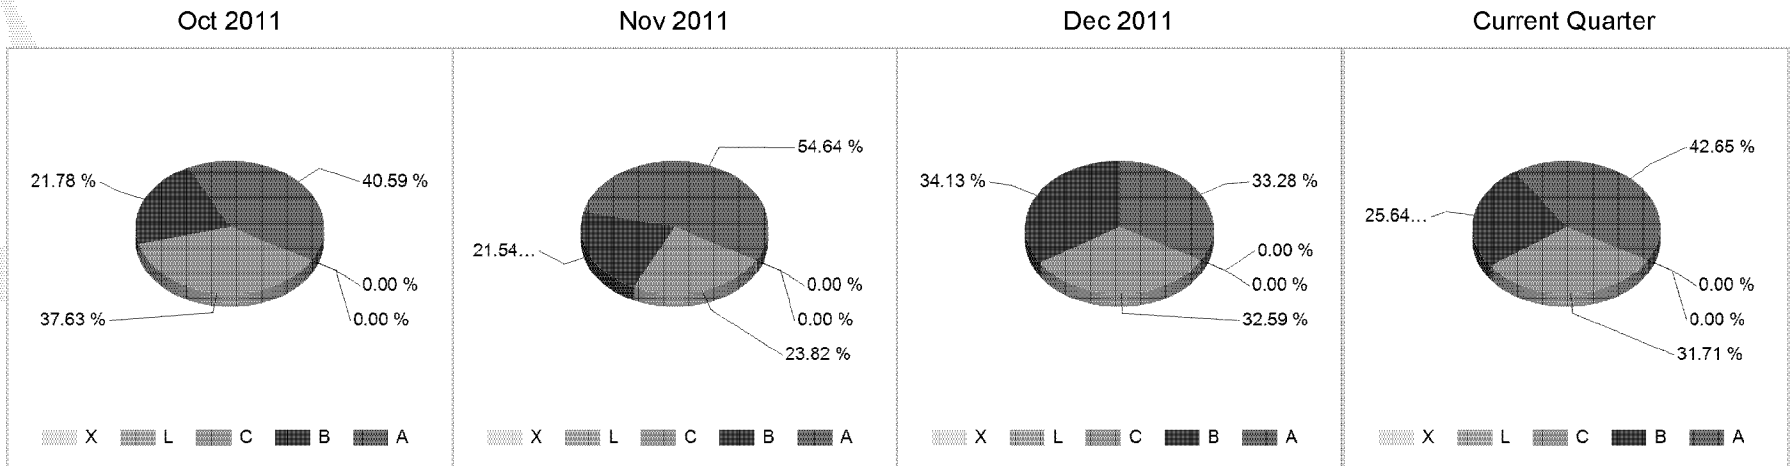 Oct 2011
21.78 %
40.59 %
0.00 %
0.00 %
37.63 %
X L C B A
Nov 2011
54.64 %
21.54...
0.00 %
0.00 %
23.82 %
X L C B A
Dec 2011
34.13 %
33.28 %
0.00 %
0.00 %
32.59 %
X L C B A
Current Quarter
42.65 %
25.64...
0.00 %
0.00 %
31.71 %
X L C B A